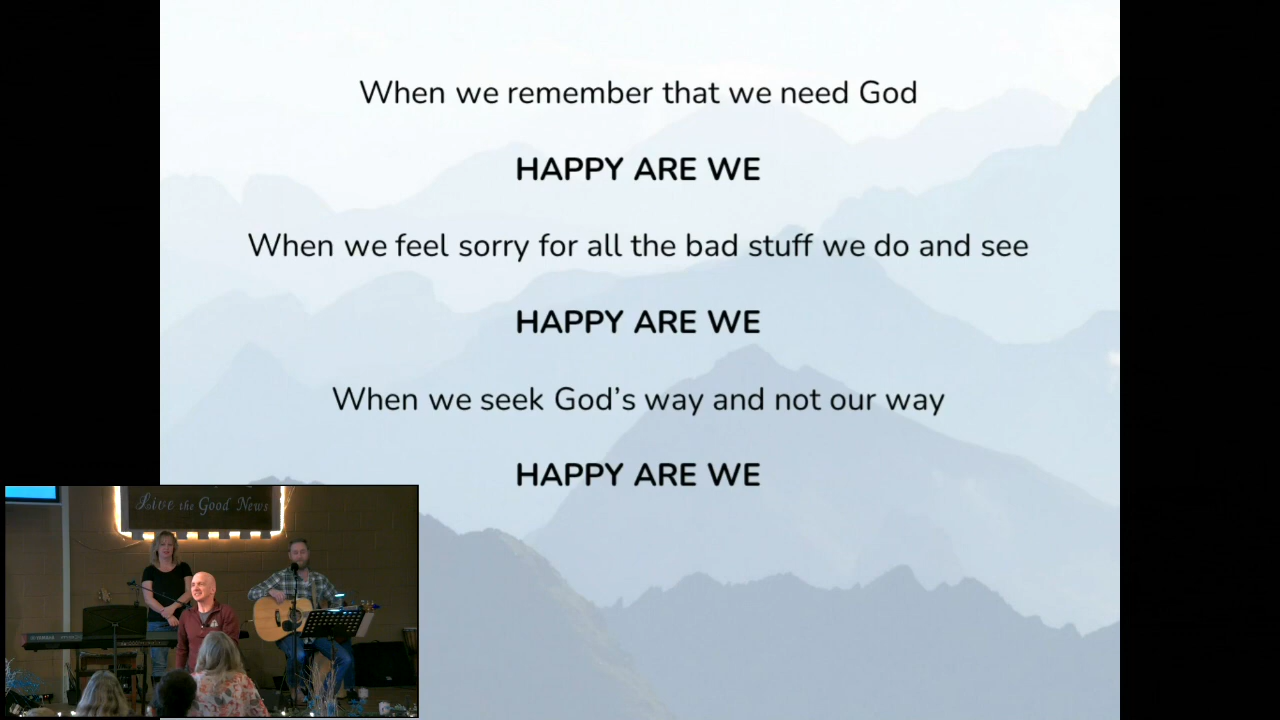 When we remember that we need God
HAPPY ARE WE
When we feel sorry for all the bad stuff we do and see
HAPPY ARE WE
When we seek God's way and not our way
HAPPY ARE WE
Live the Good News
YAMAHA